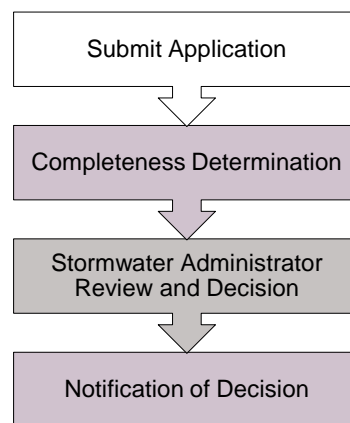 Submit Application
Completeness Determination
Stormwater Administrator
Review and Decision
Notification of Decision